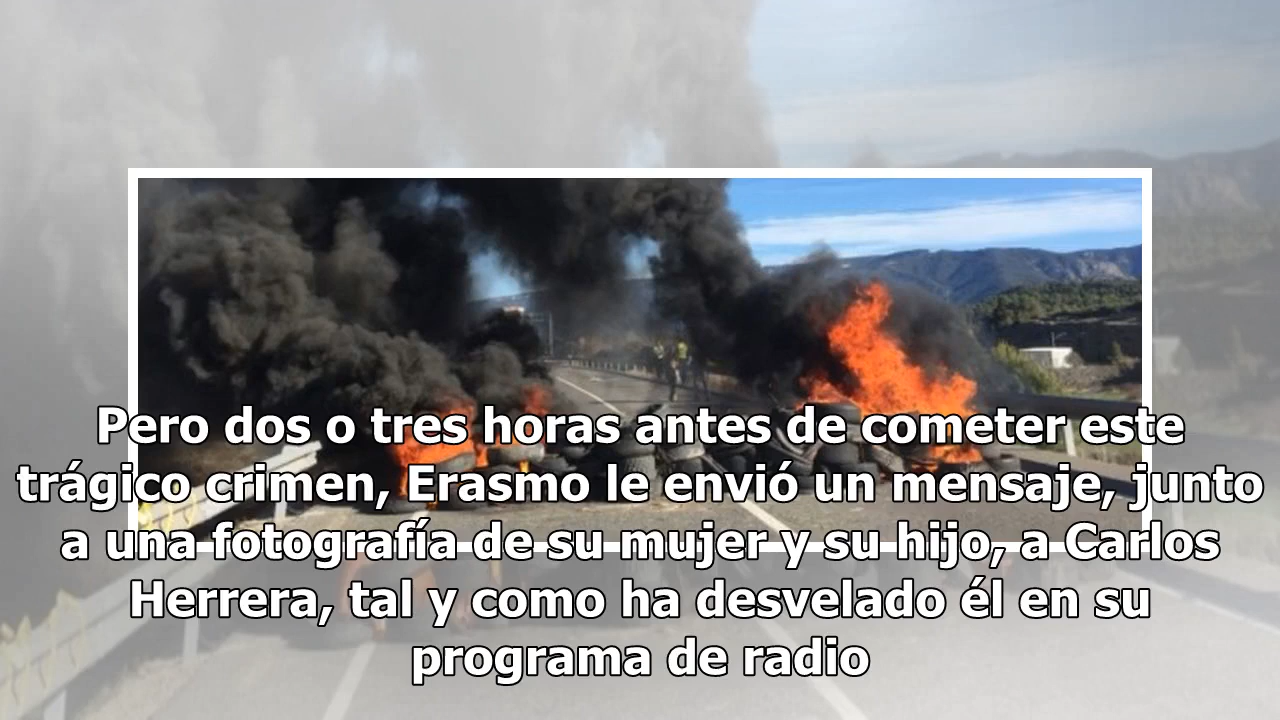 Pero dos o tres horas antes de cometer este
trágico crimen, Erasmo le envió un mensaje, junto
a una fotografía de su mujer y su hijo, a Carlos
Herrera, tal y como ha desvelado él en su
programa de radio